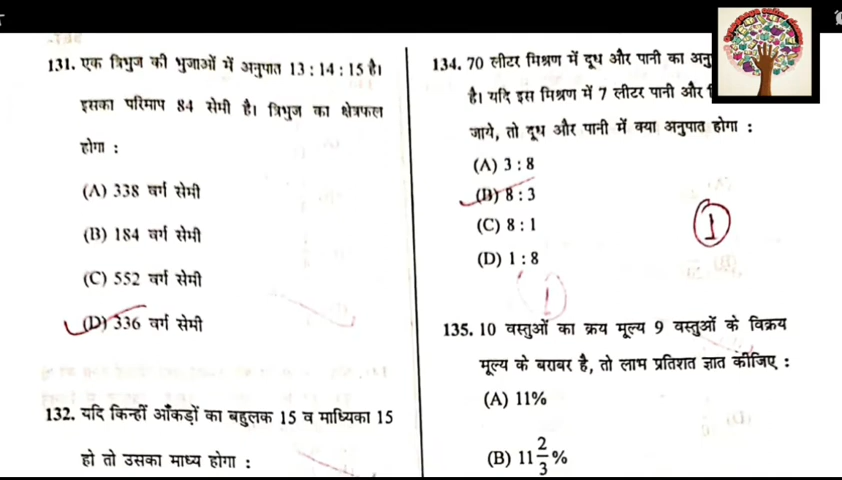 131. एक त्रिभुज की भुजाओं में अनुपात 13 : 14 : 15 है।
इसका परिमाप 84 सेमी है। त्रिभुज का क्षेत्रफल
होगा :
(A) 338 वर्ग सेमी
(B) 184 वर्ग सेमी
(C) 552 वर्ग सेमी
(D) 336 वर्ग सेमी
132. यदि किन्हीं आँकड़ों का बहुलक 15 व माध्यिका 15
हो तो उसका माध्य होगा :
134. 70 लीटर मिश्रण में दूध और पानी का
है। यदि इस मिश्रण में 7 लीटर पानी और
जाये, तो दूध और पानी में क्या अनुपात होगा :
(A) 3 : 8
(B) 8 : 3
(C) 8 : 1
(D) 1 : 8
1
1
135. 10 वस्तुओं का क्रय मूल्य 9 वस्तुओं के विक्रय
मूल्य के बराबर है, तो लाभ प्रतिशत ज्ञात कीजिए :
(A) 11%
(B) 11 2/3 %